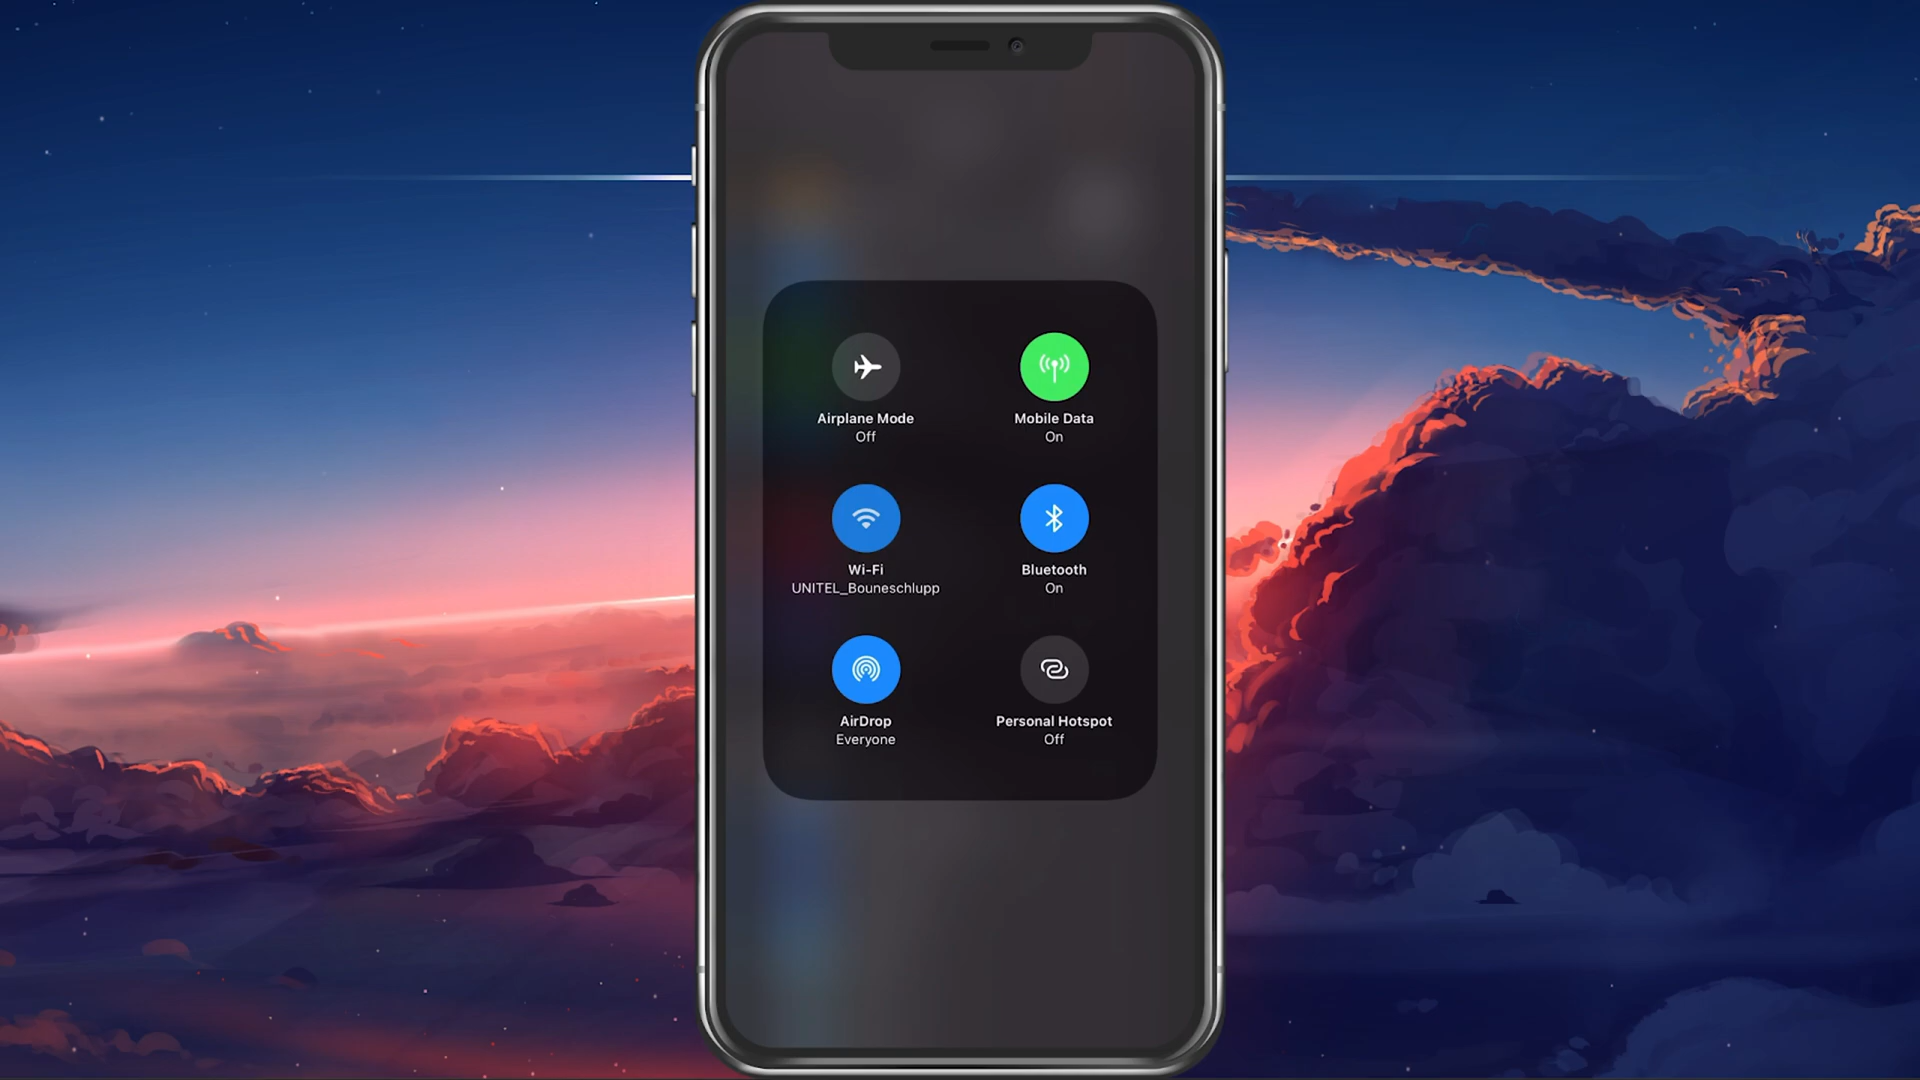 Airplane Mode
Off
Mobile Data
On
Wi-Fi
UNITEL_Bouneschlupp
Bluetooth
On
AirDrop
Everyone
Personal Hotspot
Off